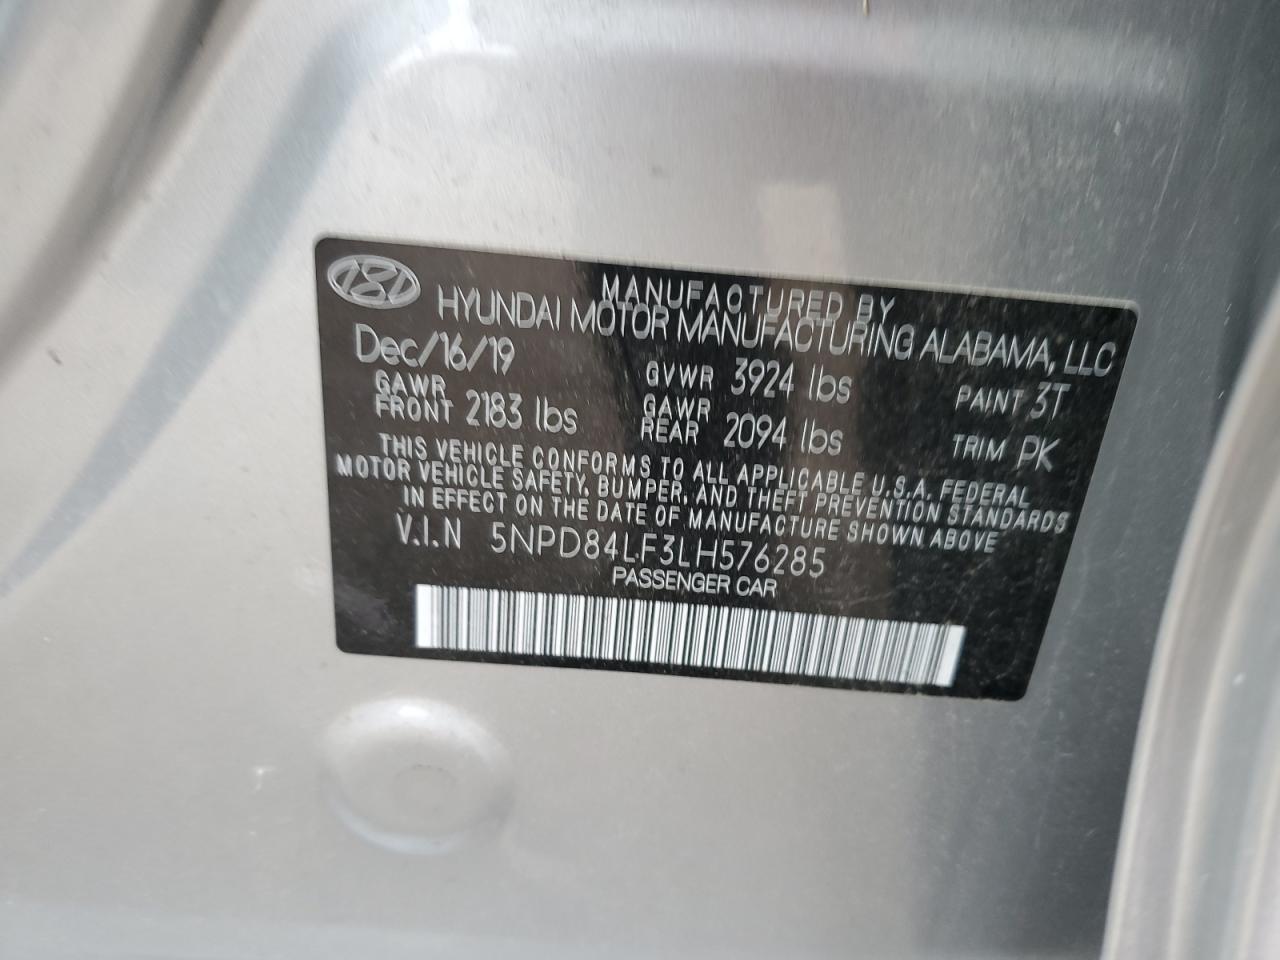 MANUFACTURED BY
HYUNDAI MOTOR MANUFACTURING ALABAMA, LLC
Dec/16/19 GVWR 3924 lbs PAINT 3T
GAWR FRONT 2183 lbs GAWR REAR 2094 lbs TRIM PK
THIS VEHICLE CONFORMS TO ALL APPLICABLE U.S.A. FEDERAL
MOTOR VEHICLE SAFETY, BUMPER, AND THEFT PREVENTION STANDARDS
IN EFFECT ON THE DATE OF MANUFACTURE SHOWN ABOVE
V.I.N 5NPD84LF3LH576285
PASSENGER CAR